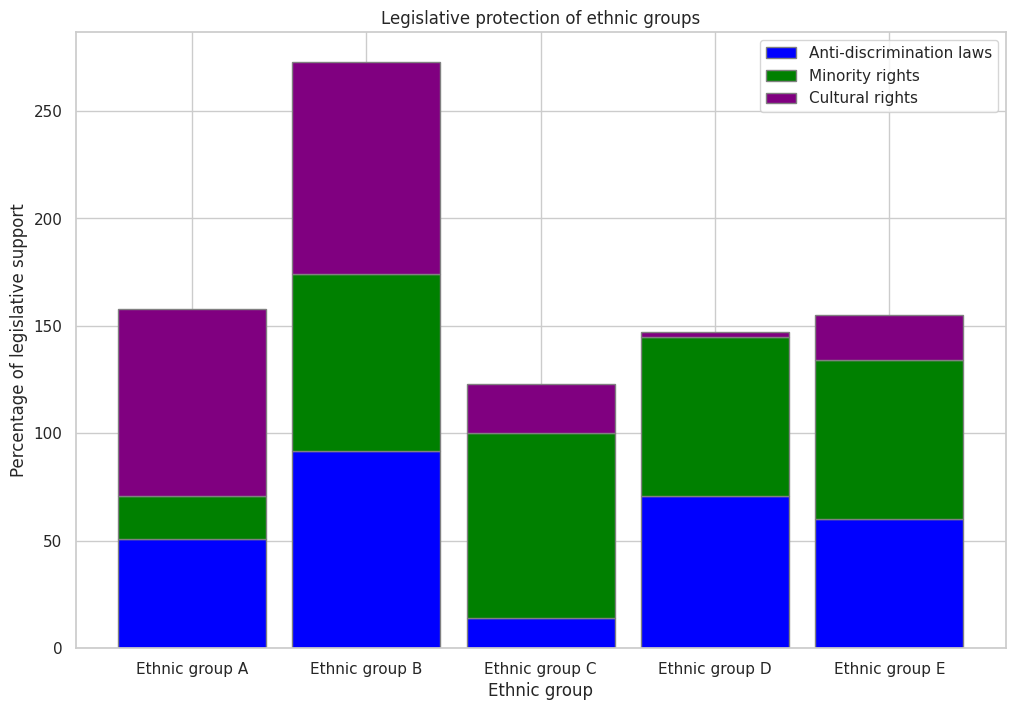 Legislative protection of ethnic groups
Anti-discrimination laws
Minority rights
Cultural rights
Percentage of legislative support
250
200
150
100
50
0
Ethnic group A
Ethnic group B
Ethnic group C
Ethnic group D
Ethnic group E
Ethnic group